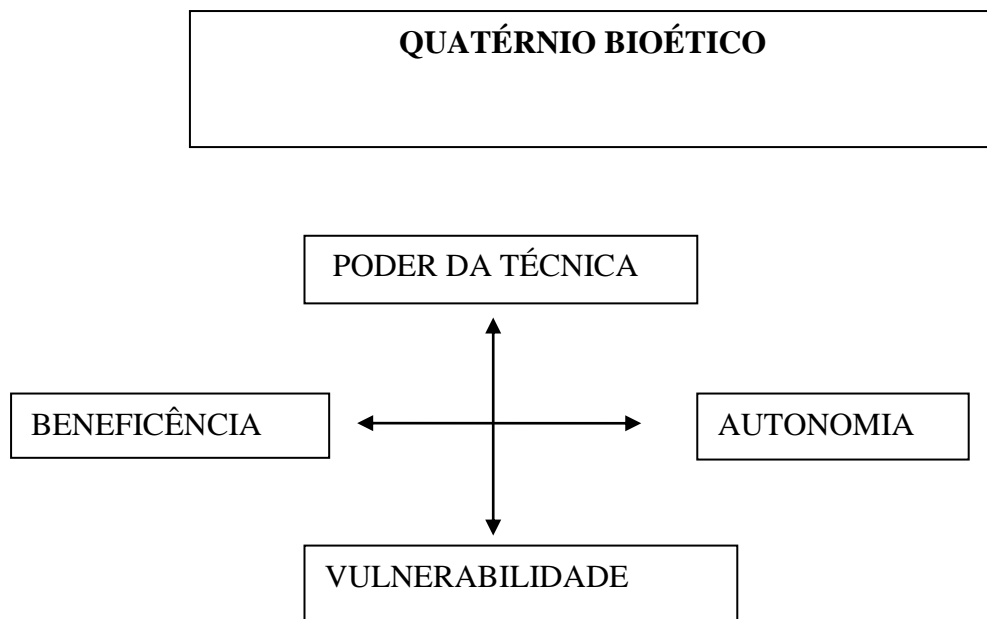 QUATÉRNIO BIOÉTICO
PODER DA TÉCNICA
BENEFICÊNCIA
AUTONOMIA
VULNERABILIDADE